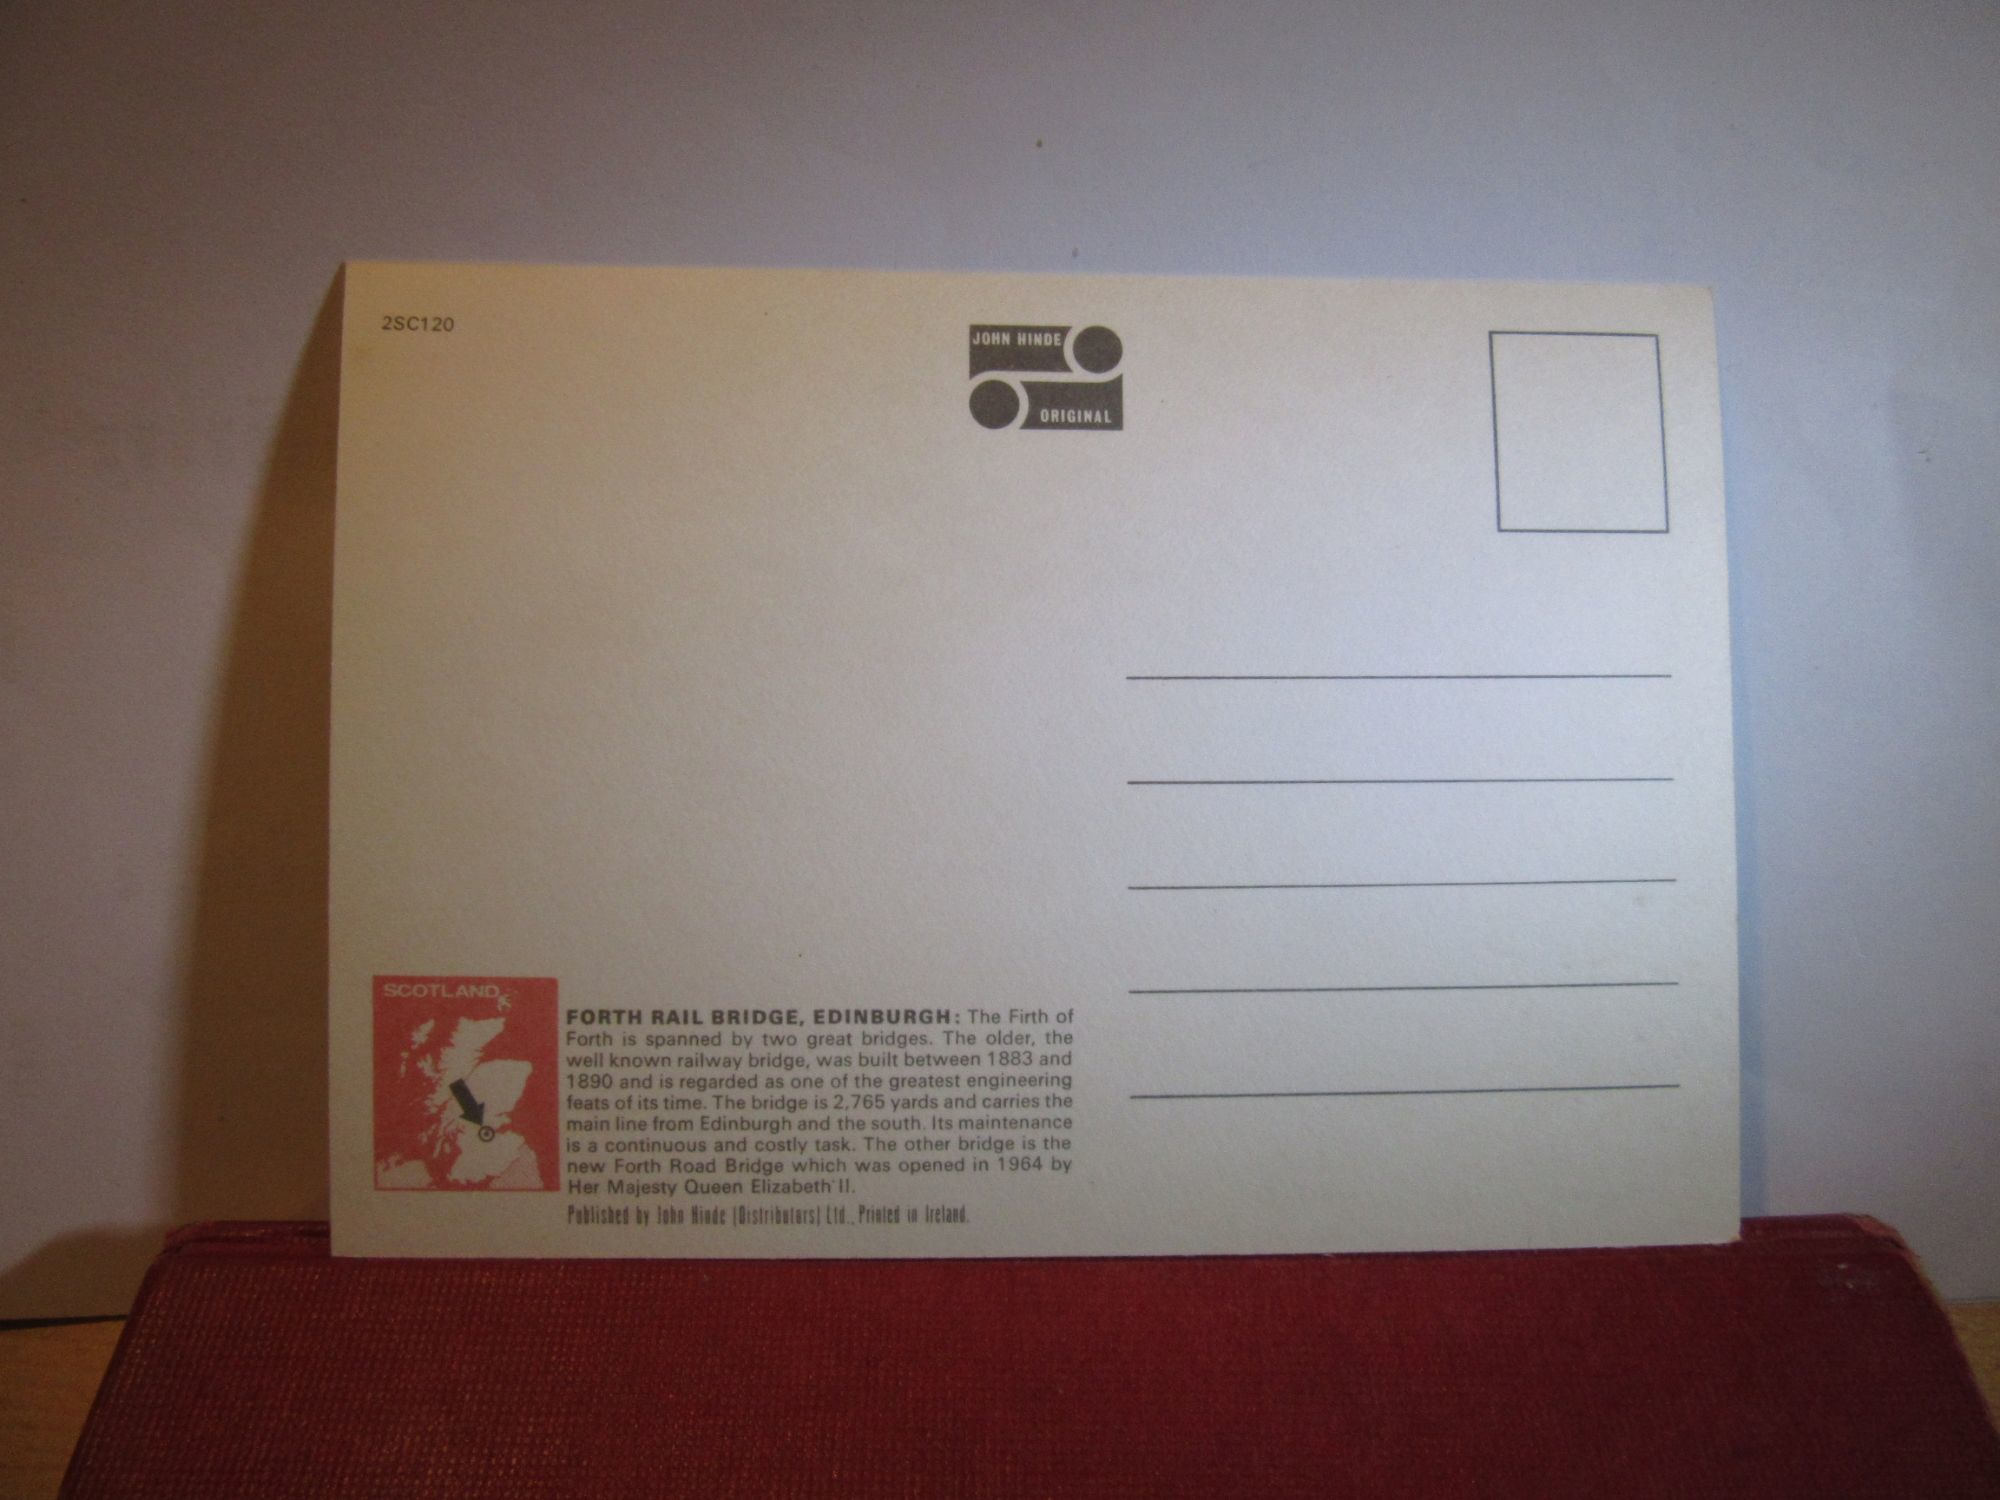 2SC120
JOHN HINDE
ORIGINAL
SCOTLAND
FORTH RAIL BRIDGE, EDINBURGH: The Firth of
Forth is spanned by two great bridges. The older, the
well known railway bridge, was built between 1883 and
1890 and is regarded as one of the greatest engineering
feats of its time. The bridge is 2,765 yards and carries the
main line from Edinburgh and the south. Its maintenance
is a continuous and costly task. The other bridge is the
new Forth Road Bridge which was opened in 1964 by
Her Majesty Queen Elizabeth II.
Published by John Hinde (Distributors) Ltd., Printed in Ireland.